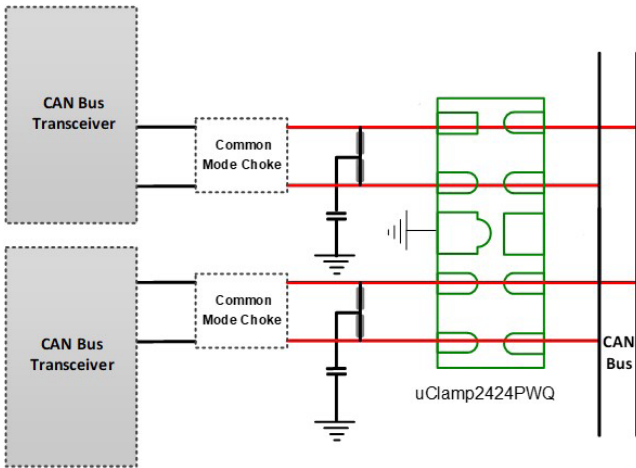 CAN Bus
Transceiver
Common
Mode Choke
CAN Bus
Transceiver
Common
Mode Choke
uClamp2424PWQ
CAN
Bus